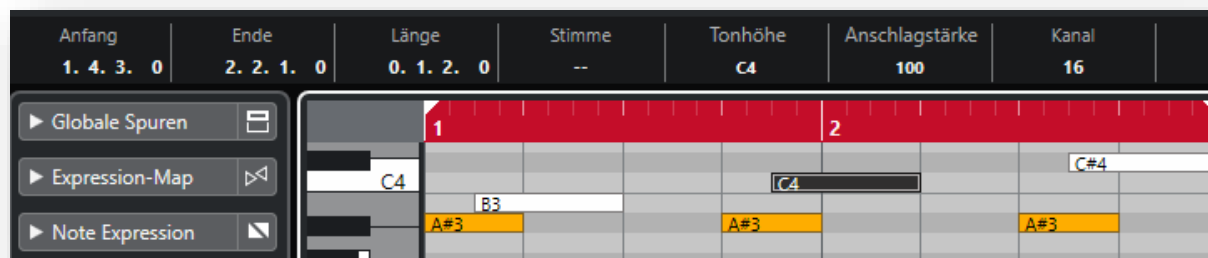 Anfang Ende Länge Stimme Tonhöhe Anschlagstärke Kanal
1. 4. 3. 0 2. 2. 1. 0 0. 1. 2. 0 -- C4 100 16
Globale Spuren
1 2
C#4
Expression-Map
C4 C4
B3
Note Expression
A#3 A#3 A#3